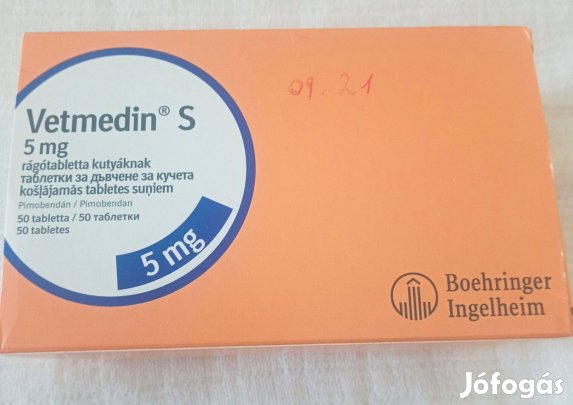 09. 21
Vetmedin® S
5 mg
rágótabletta kutyáknak
таблетки за дъвчене за кучета
košļājamās tabletes suņiem
Pimobendán / Pimobendan
50 tabletta / 50 таблетки
50 tabletes
5 mg
Boehringer
Ingelheim
Jófogás